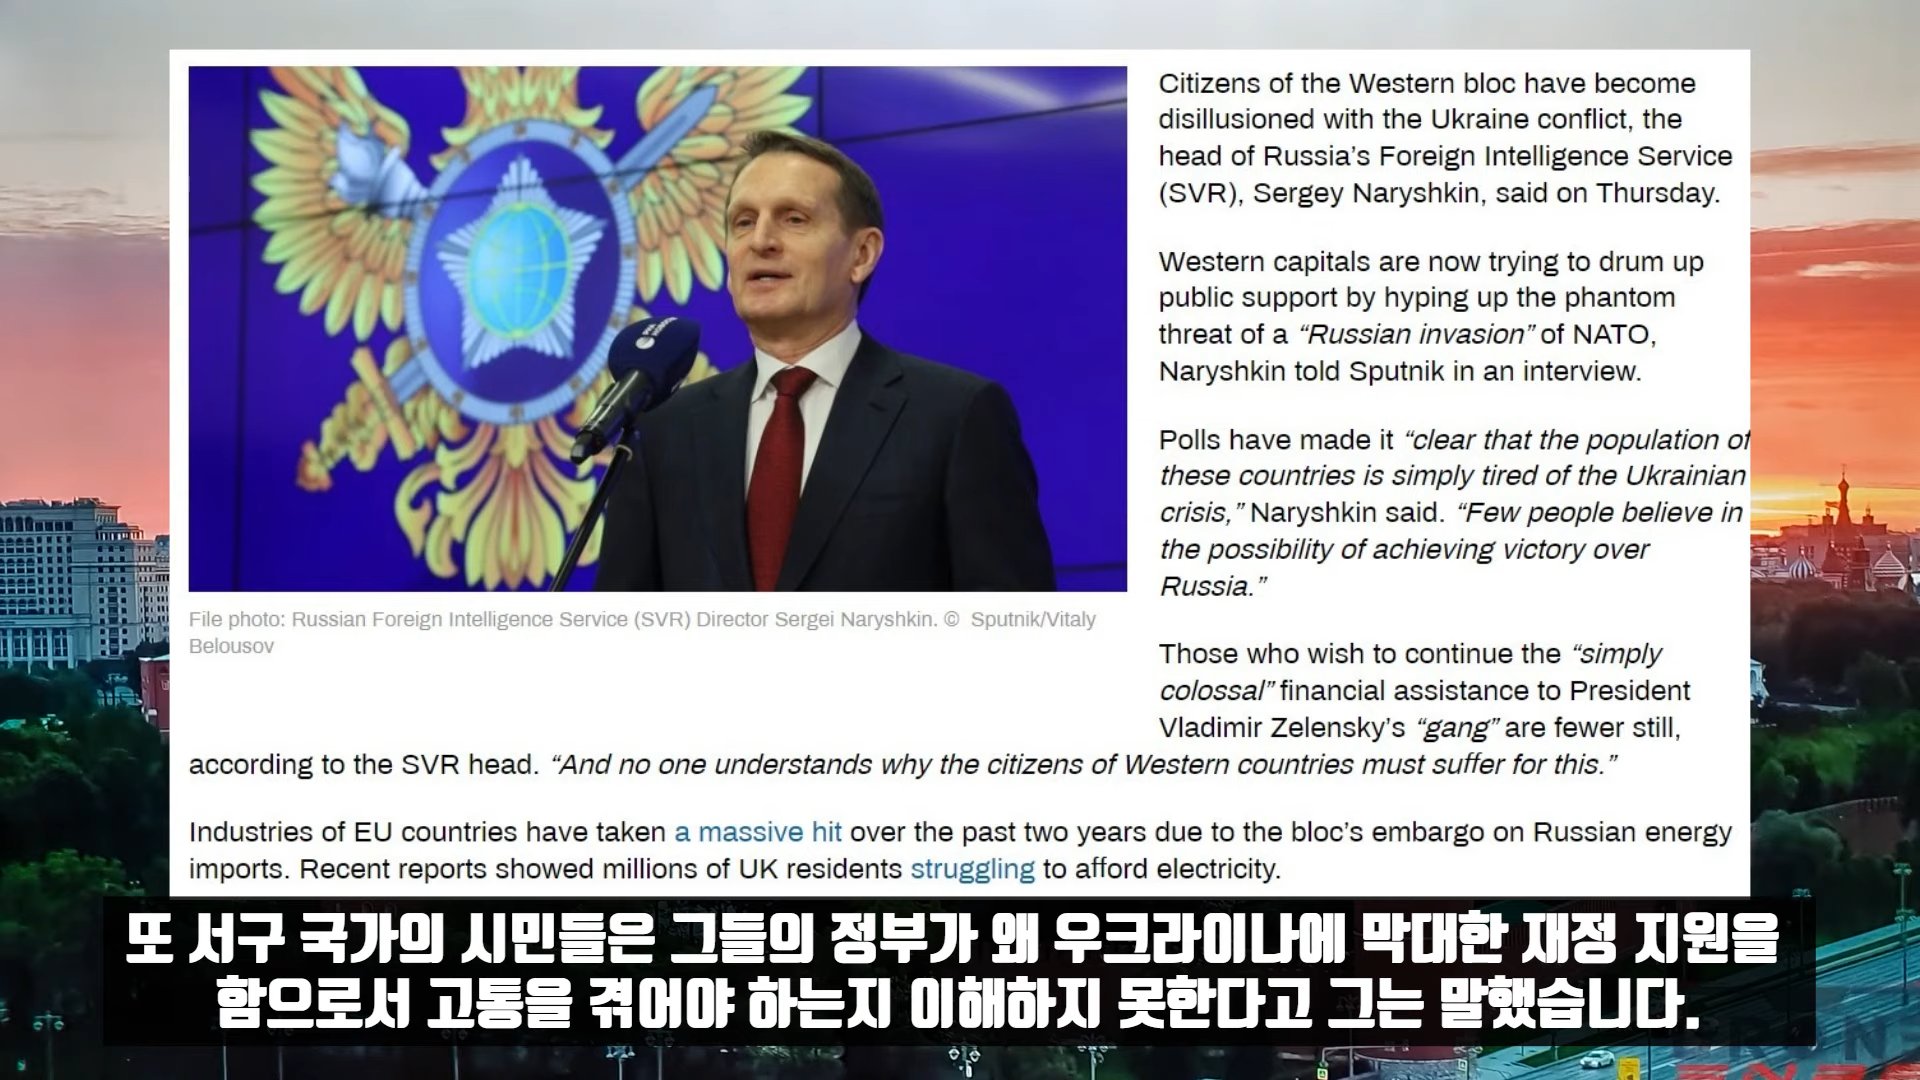 Citizens of the Western bloc have become
disillusioned with the Ukraine conflict, the
head of Russia’s Foreign Intelligence Service
(SVR), Sergey Naryshkin, said on Thursday.
Western capitals are now trying to drum up
public support by hyping up the phantom
threat of a “Russian invasion” of NATO,
Naryshkin told Sputnik in an interview.
Polls have made it “clear that the population of
these countries is simply tired of the Ukrainian
crisis,” Naryshkin said. “Few people believe in
the possibility of achieving victory over
Russia.”
File photo: Russian Foreign Intelligence Service (SVR) Director Sergei Naryshkin. © Sputnik/Vitaly
Belousov
Those who wish to continue the “simply
colossal” financial assistance to President
Vladimir Zelensky’s “gang” are fewer still,
according to the SVR head. “And no one understands why the citizens of Western countries must suffer for this.”
Industries of EU countries have taken a massive hit over the past two years due to the bloc’s embargo on Russian energy
imports. Recent reports showed millions of UK residents struggling to afford electricity.
또 서구 국가의 시민들은 그들의 정부가 왜 우크라이나에 막대한 재정 지원을
함으로서 고통을 겪어야 하는지 이해하지 못한다고 그는 말했습니다.